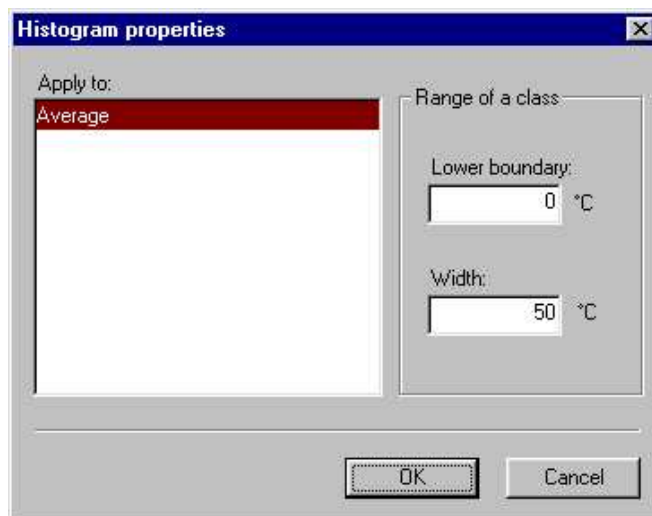 Histogram properties
Apply to:
Average
Range of a class
Lower boundary:
0 °C
Width:
50 °C
OK
Cancel